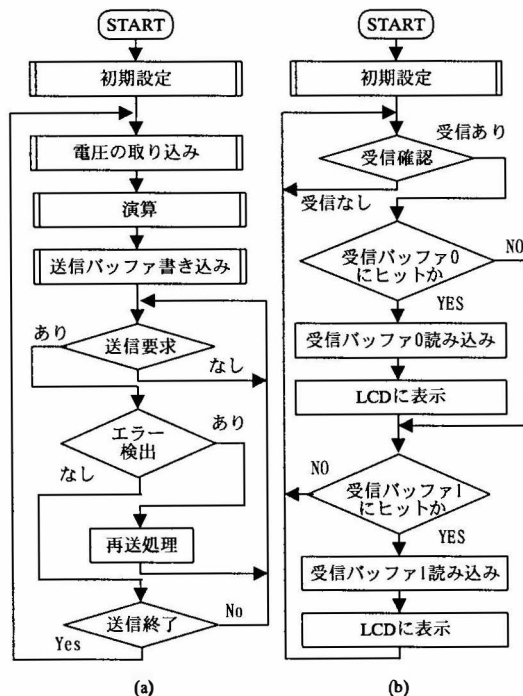 START
初期設定
電圧の取り込み
演算
送信バッファ書き込み
あり
送信要求
なし
エラー
検出
あり
なし
再送処理
送信終了
No
Yes
(a)
START
初期設定
受信あり
受信確認
受信なし
受信バッファ0
にヒットか
NO
YES
受信バッファ0読み込み
LCDに表示
NO
受信バッファ1
にヒットか
YES
受信バッファ1読み込み
LCDに表示
(b)